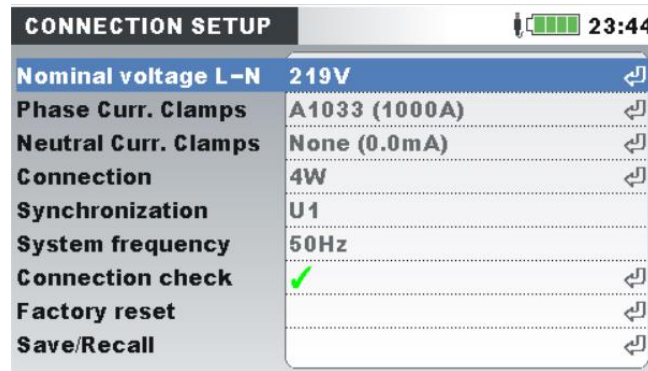 CONNECTION SETUP 23:44
Nominal voltage L-N 219V
Phase Curr. Clamps A1033 (1000A)
Neutral Curr. Clamps None (0.0mA)
Connection 4W
Synchronization U1
System frequency 50Hz
Connection check ✓
Factory reset
Save/Recall